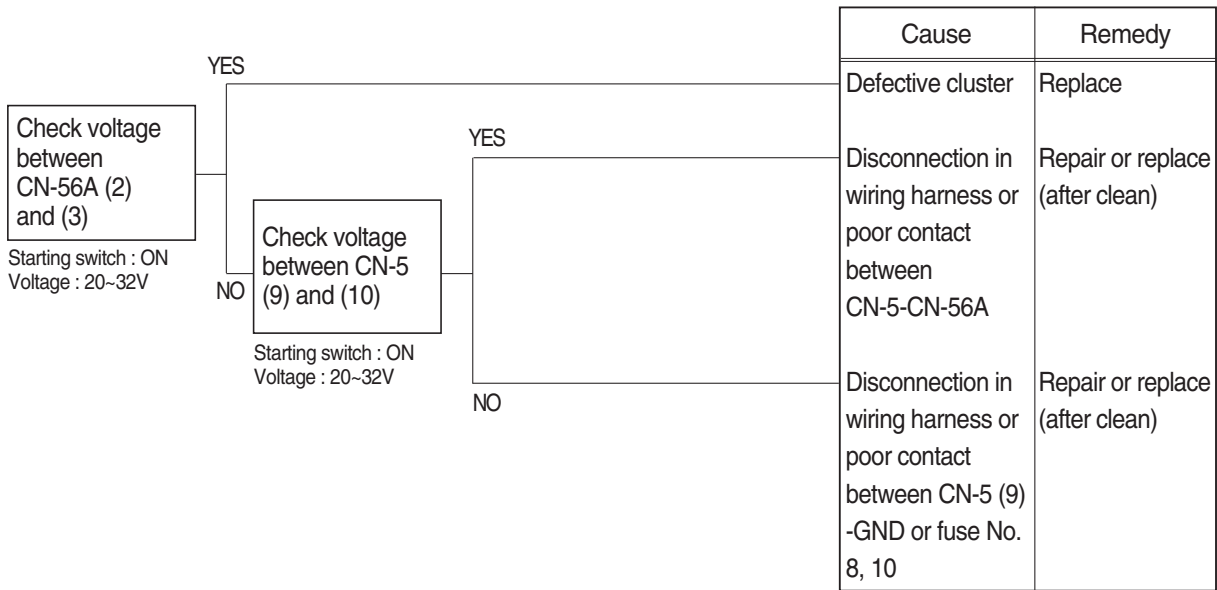 Cause
Remedy
YES
Defective cluster
Replace
Check voltage
between
CN-56A (2)
and (3)
Starting switch : ON
Voltage : 20~32V
YES
Disconnection in
wiring harness or
poor contact
between
CN-5-CN-56A
Repair or replace
(after clean)
NO
Check voltage
between CN-5
(9) and (10)
Starting switch : ON
Voltage : 20~32V
NO
Disconnection in
wiring harness or
poor contact
between CN-5 (9)
-GND or fuse No.
8, 10
Repair or replace
(after clean)